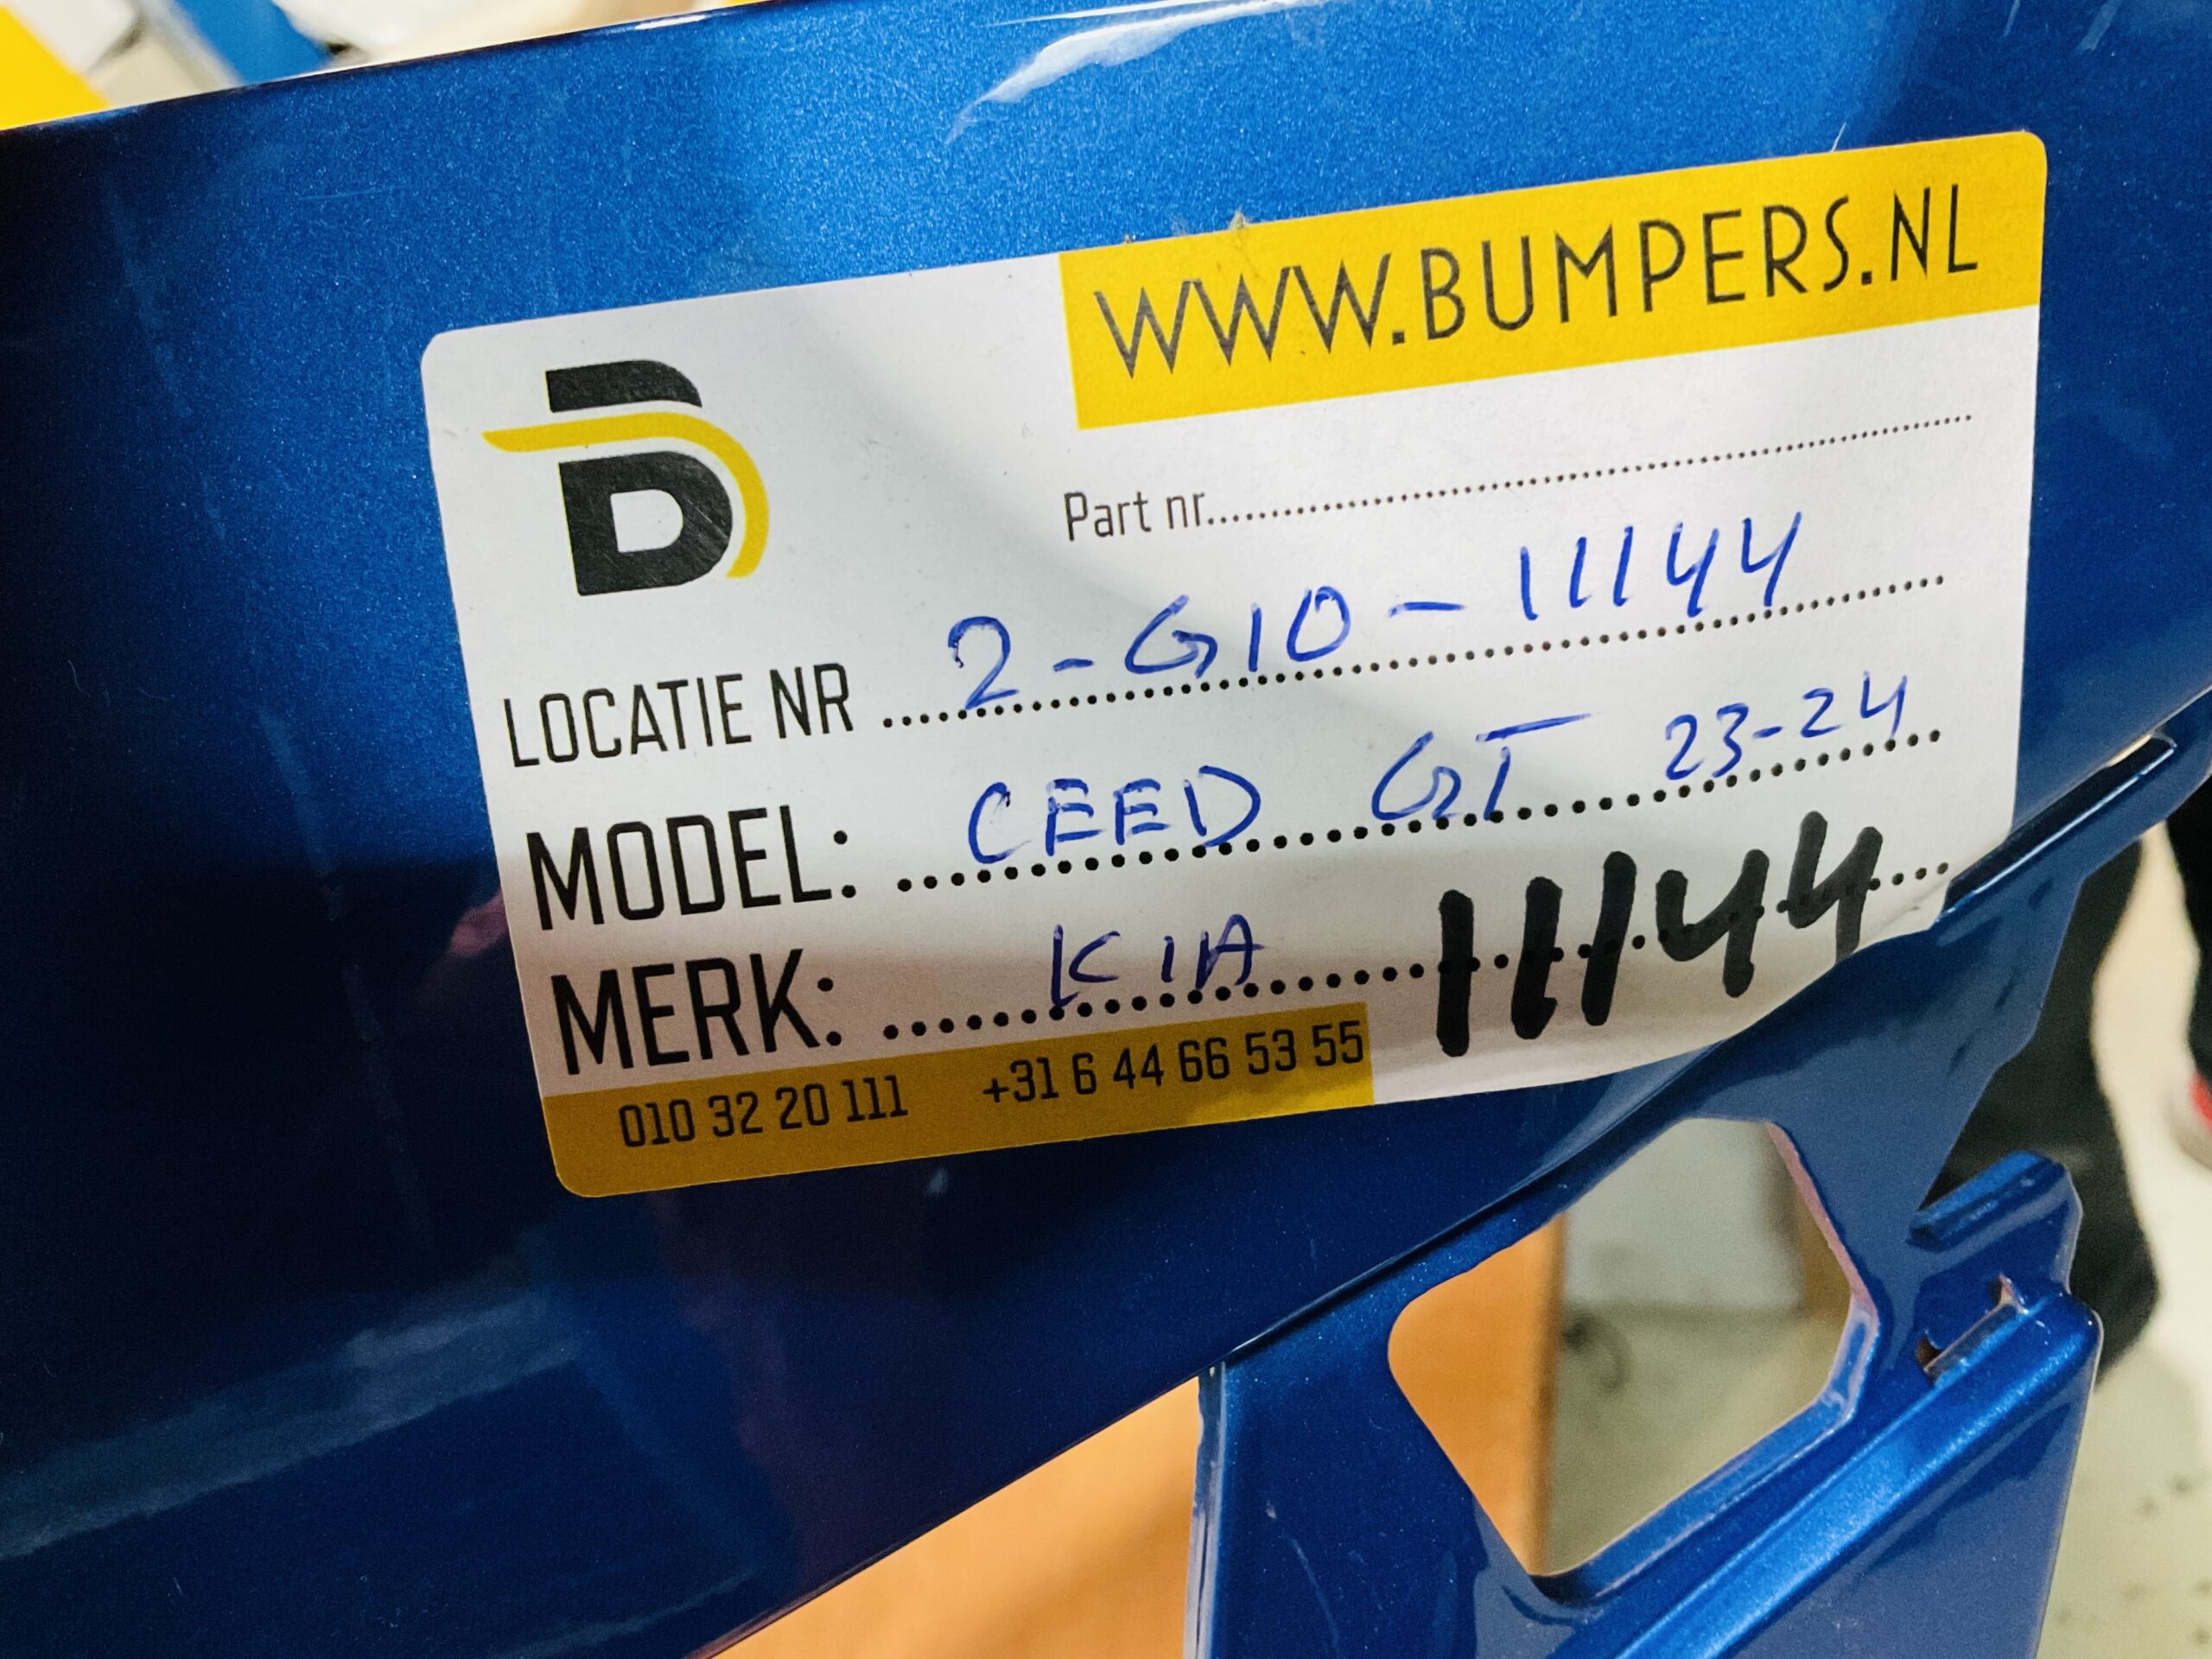 WWW.BUMPERS.NL
B
Part nr..........
LOCATIE NR 2-G10-11144
MODEL: CEED GT 23-24
MERK: KIA 11144
010 32 20 111 +31 6 44 66 53 55